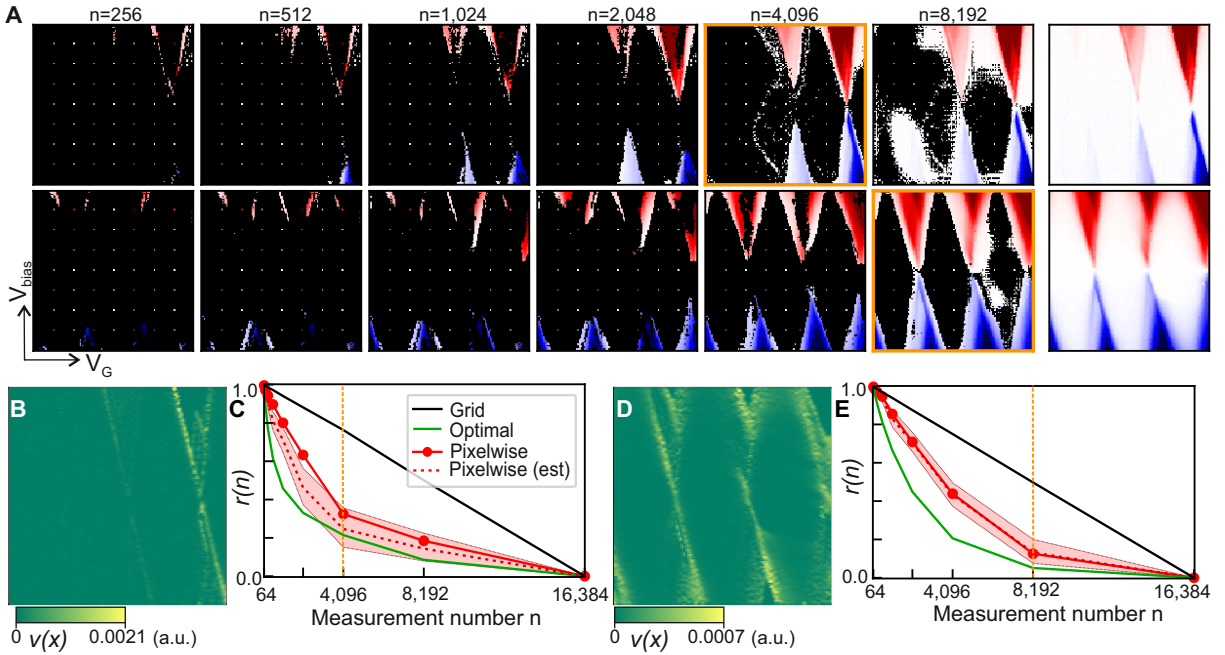 A
n=256 n=512 n=1,024 n=2,048 n=4,096 n=8,192
V_bias
V_G
B
C
D
E
1.0
r(n)
0.0
Grid
Optimal
Pixelwise
Pixelwise (est)
64 4,096 8,192 16,384
Measurement number n
0 v(x) 0.0021 (a.u.)
1.0
r(n)
0.0
64 4,096 8,192 16,384
Measurement number n
0 v(x) 0.0007 (a.u.)